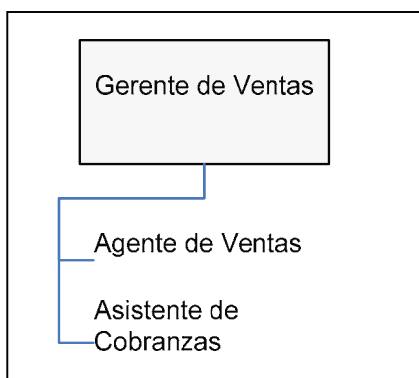 Gerente de Ventas
Agente de Ventas
Asistente de
Cobranzas